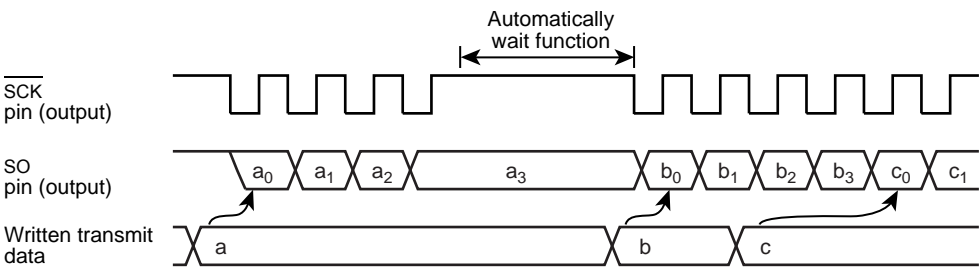 Automatically
wait function
SCK
pin (output)
SO
pin (output)
a0 a1 a2 a3 b0 b1 b2 b3 c0 c1
Written transmit
data
a b c